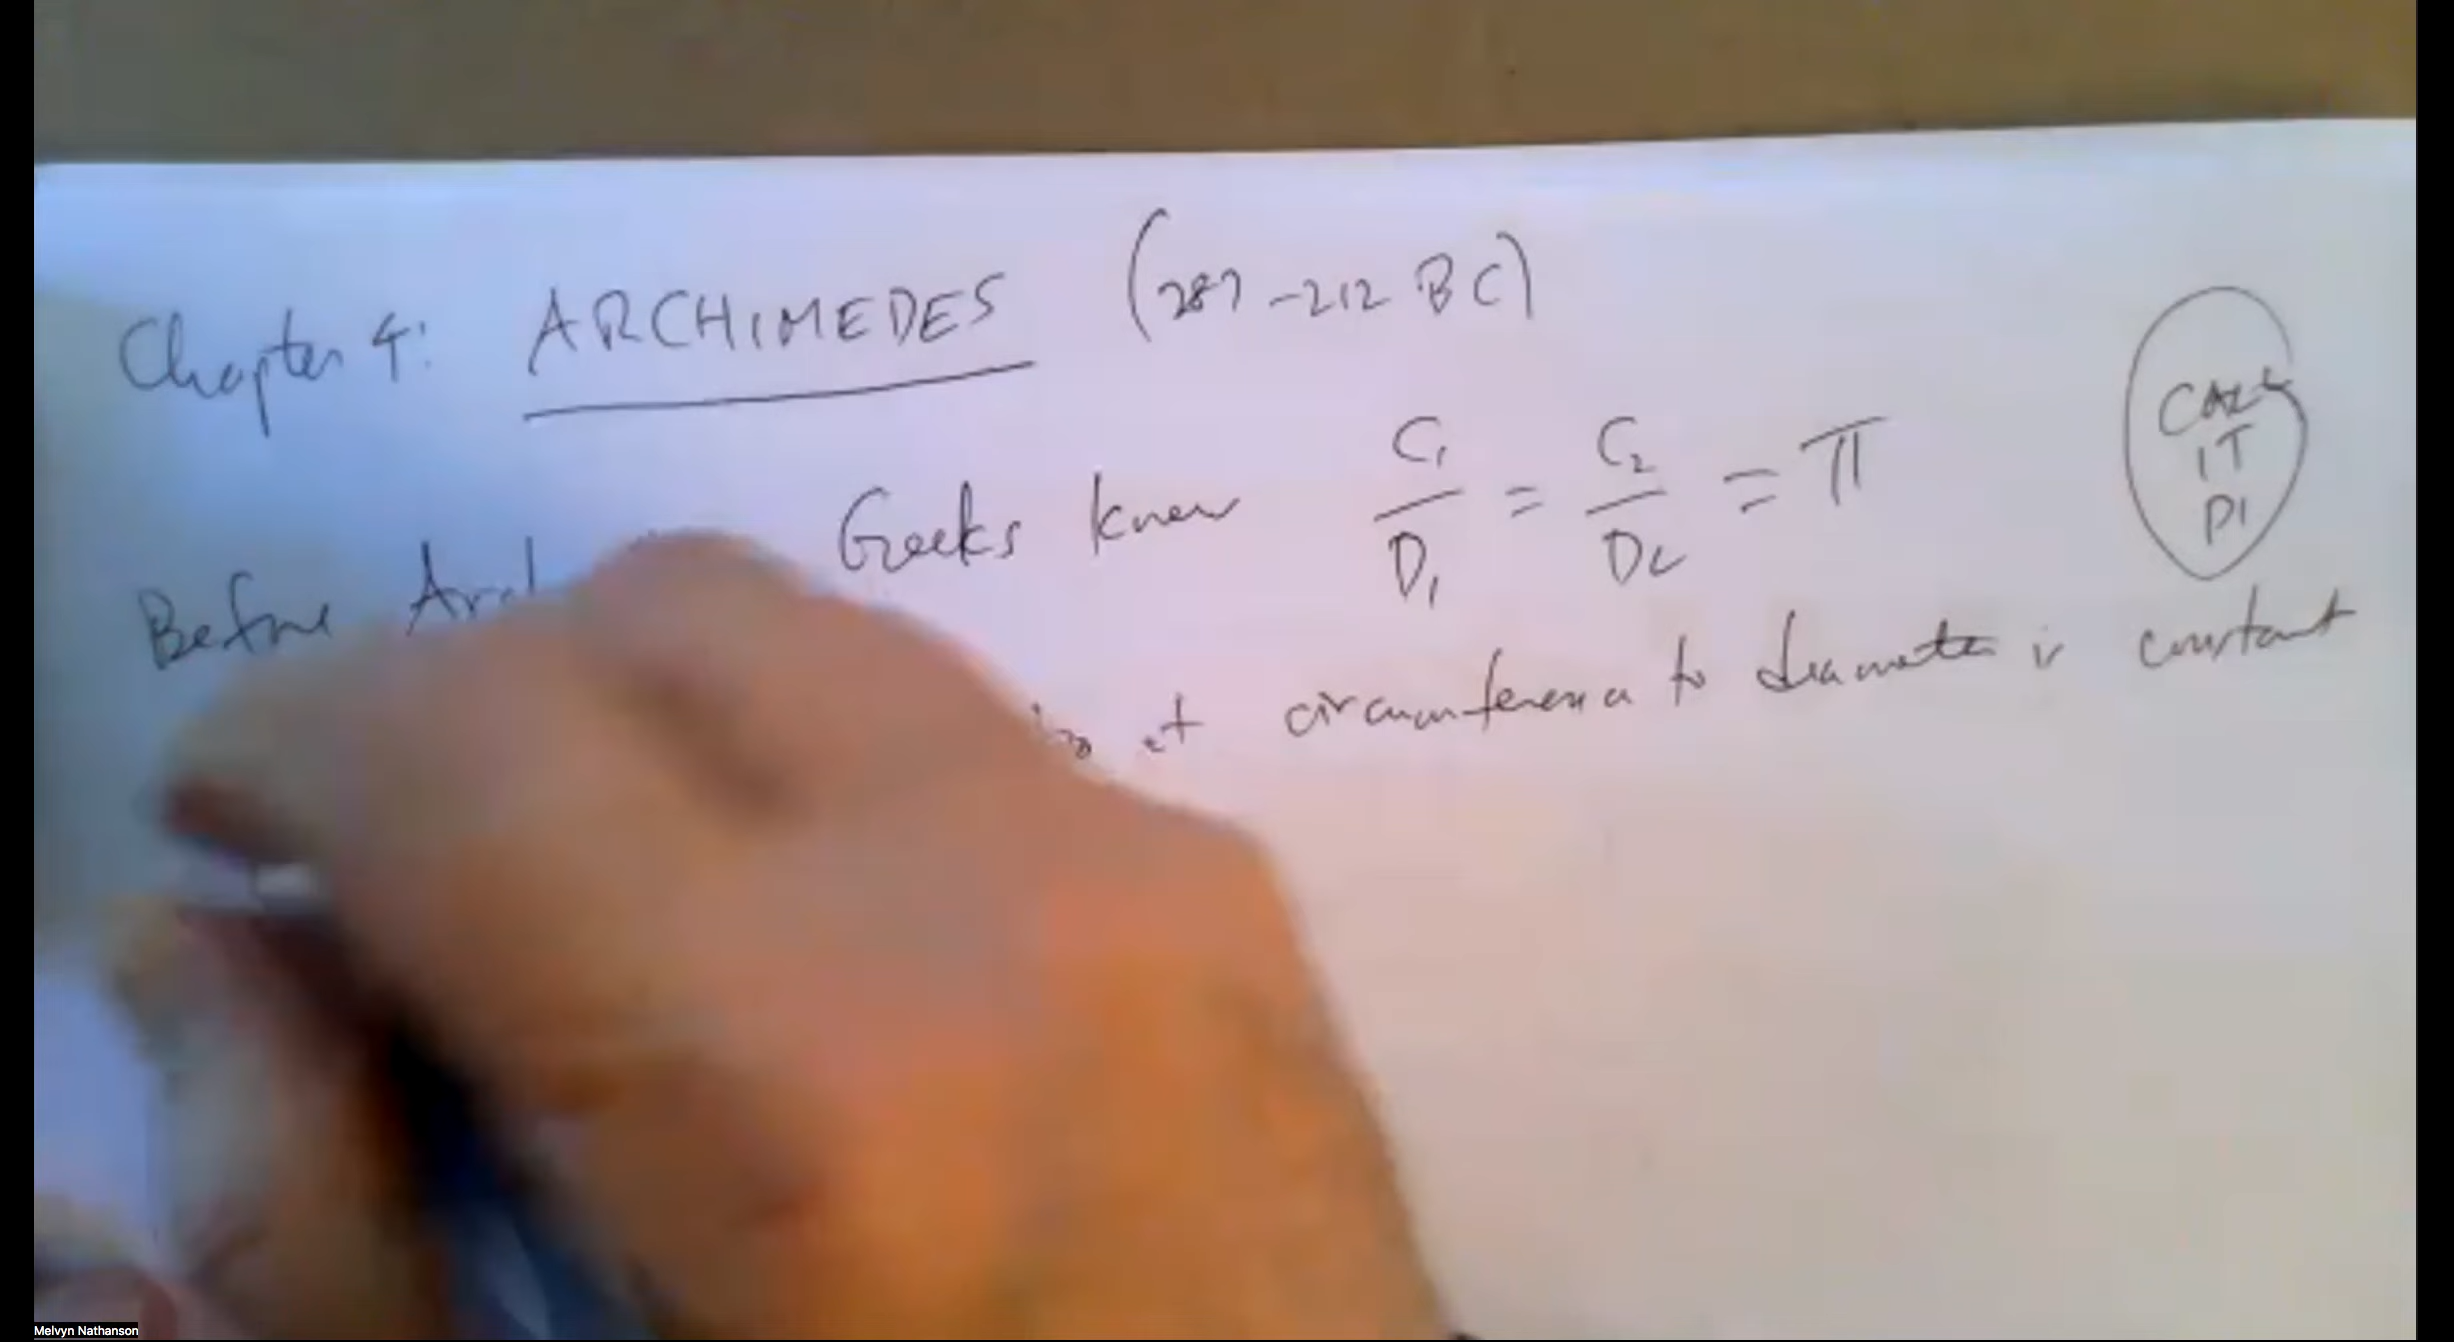 Chapter 4: ARCHIMEDES (287-212 BC)
Before Greeks knew C₁/D₁ = C₂/D₂ = π
CALL
IT
PI
of circumference to diameter is constant
Melvyn Nathanson